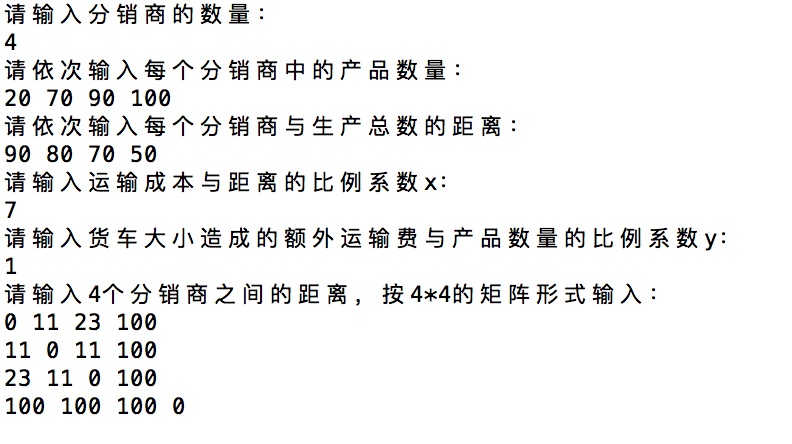 请输入分销商的数量：
4
请依次输入每个分销商中的产品数量：
20 70 90 100
请依次输入每个分销商与生产总数的距离：
90 80 70 50
请输入运输成本与距离的比例系数x：
7
请输入货车大小造成的额外运输费与产品数量的比例系数y：
1
请输入4个分销商之间的距离，按4*4的矩阵形式输入：
0 11 23 100
11 0 11 100
23 11 0 100
100 100 100 0